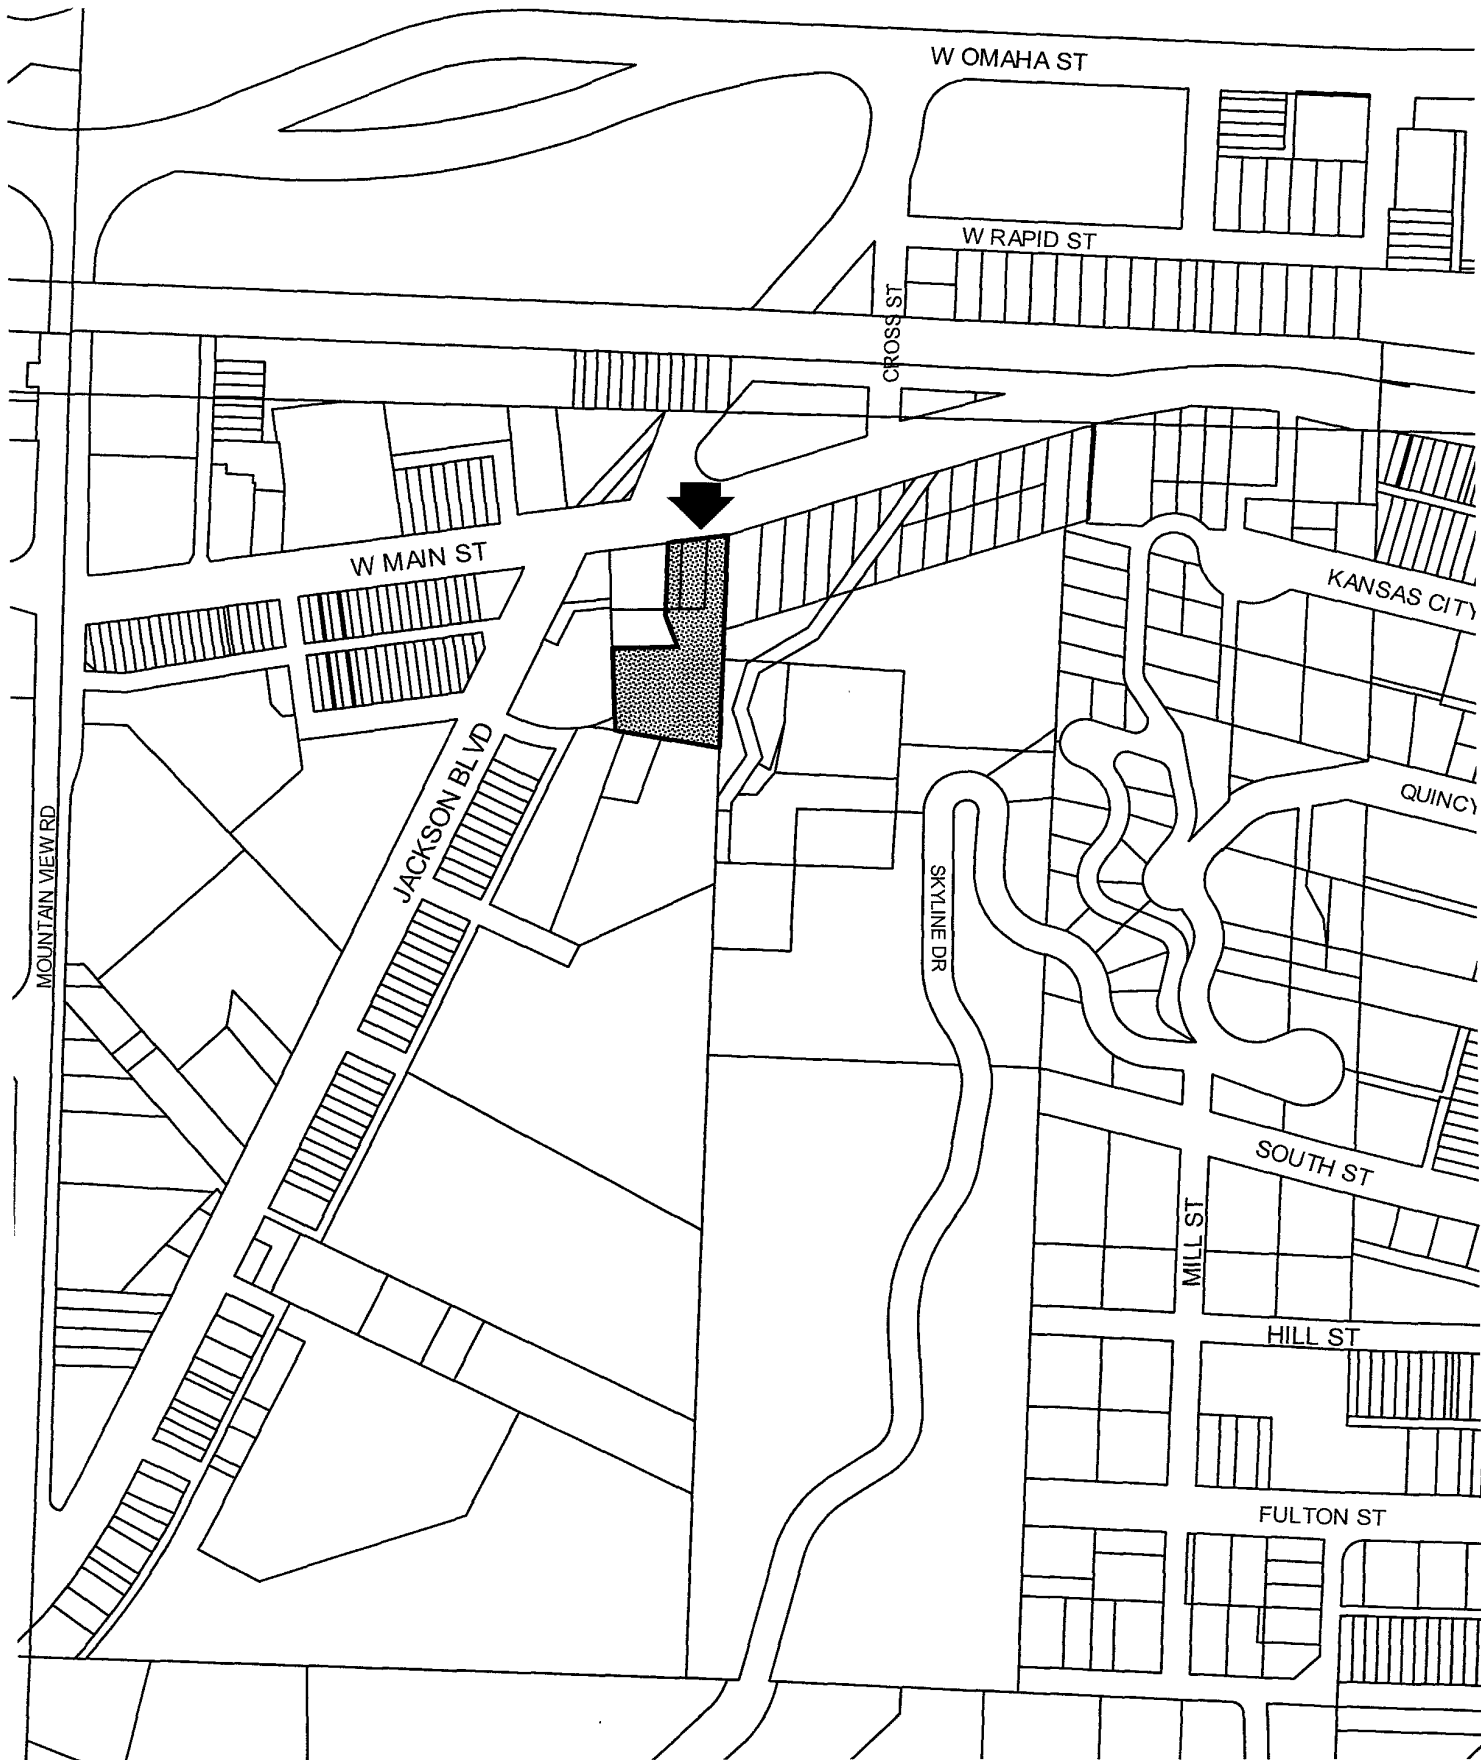 W OMAHA ST
W RAPID ST
CROSS ST
W MAIN ST
KANSAS CITY
JACKSON BLVD
QUINCY
MOUNTAIN VIEW RD
SKYLINE DR
SOUTH ST
MILL ST
HILL ST
FULTON ST